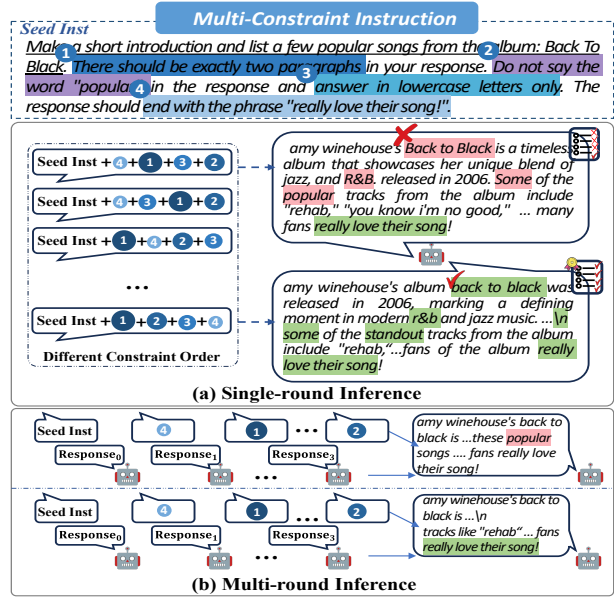 Multi-Constraint Instruction
Seed Inst
Make a short introduction and list a few popular songs from the album: Back To
Back. There should be exactly two paragraphs in your response. Do not say the
word "popular" in the response and answer in lowercase letters only. The
response should end with the phrase "really love their song!".
1
2
3
4
Seed Inst + 4 + 1 + 3 + 2
Seed Inst + 4 + 3 + 1 + 2
Seed Inst + 1 + 4 + 2 + 3
...
Seed Inst + 1 + 2 + 3 + 4
Different Constraint Order
amy winehouse's Back to Black is a timeless
album that showcases her unique blend of
jazz, and R&B. released in 2006. Some of the
popular tracks from the album include
"rehab," "you know i'm no good," ... many
fans really love their song!
amy winehouse's album back to black was
released in 2006, marking a defining
moment in modern r&b and jazz music. ...\n
some of the standout tracks from the album
include "rehab,“...fans of the album really
love their song!
(a) Single-round Inference
Seed Inst 4 1 ... 2
Response0 Response1 ... Response3
amy winehouse's back to
black is ...these popular
songs .... fans really love
their song!
Seed Inst 4 1 ... 2
Response0 Response1 ... Response3
amy winehouse's back to
black is ...\n
tracks like "rehab“... fans
really love their song!
(b) Multi-round Inference